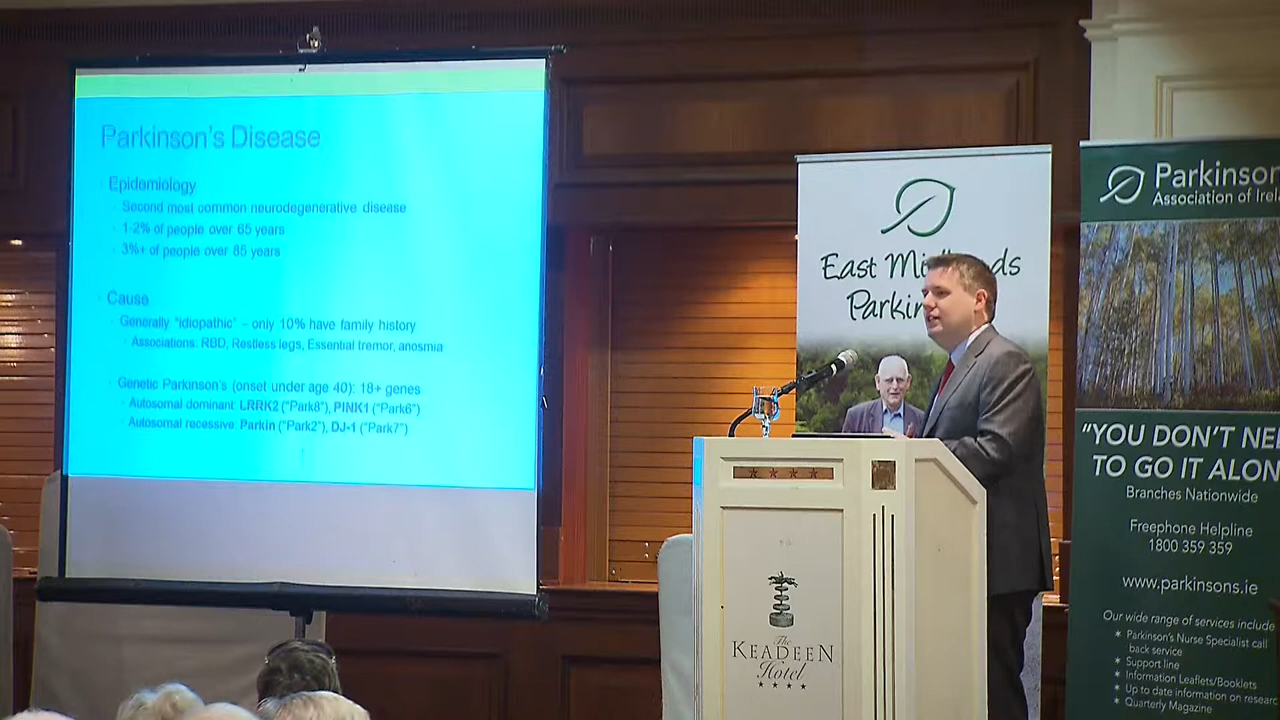 Parkinson's Disease
Epidemiology
Second most common neurodegenerative disease
1-2% of people over 65 years
3%+ of people over 85 years
Cause
Generally "idiopathic" – only 10% have family history
Associations: RBD, Restless legs, Essential tremor, anosmia
Genetic Parkinson's (onset under age 40): 18+ genes
Autosomal dominant: LRRK2 ("Park8"), PINK1 ("Park6")
Autosomal recessive: Parkin ("Park2"), DJ-1 ("Park7")
East
Parkin
The
KEADEEN
Hotel
Parkinson
Association of Irela
"YOU DON'T NE
TO GO IT ALON
Branches Nationwide
Freephone Helpline
1800 359 359
www.parkinsons.ie
Our wide range of services include
* Parkinson's Nurse Specialist call
back service
* Support line
* Information Leaflets/Booklets
* Up to date information on researc
* Quarterly Magazine